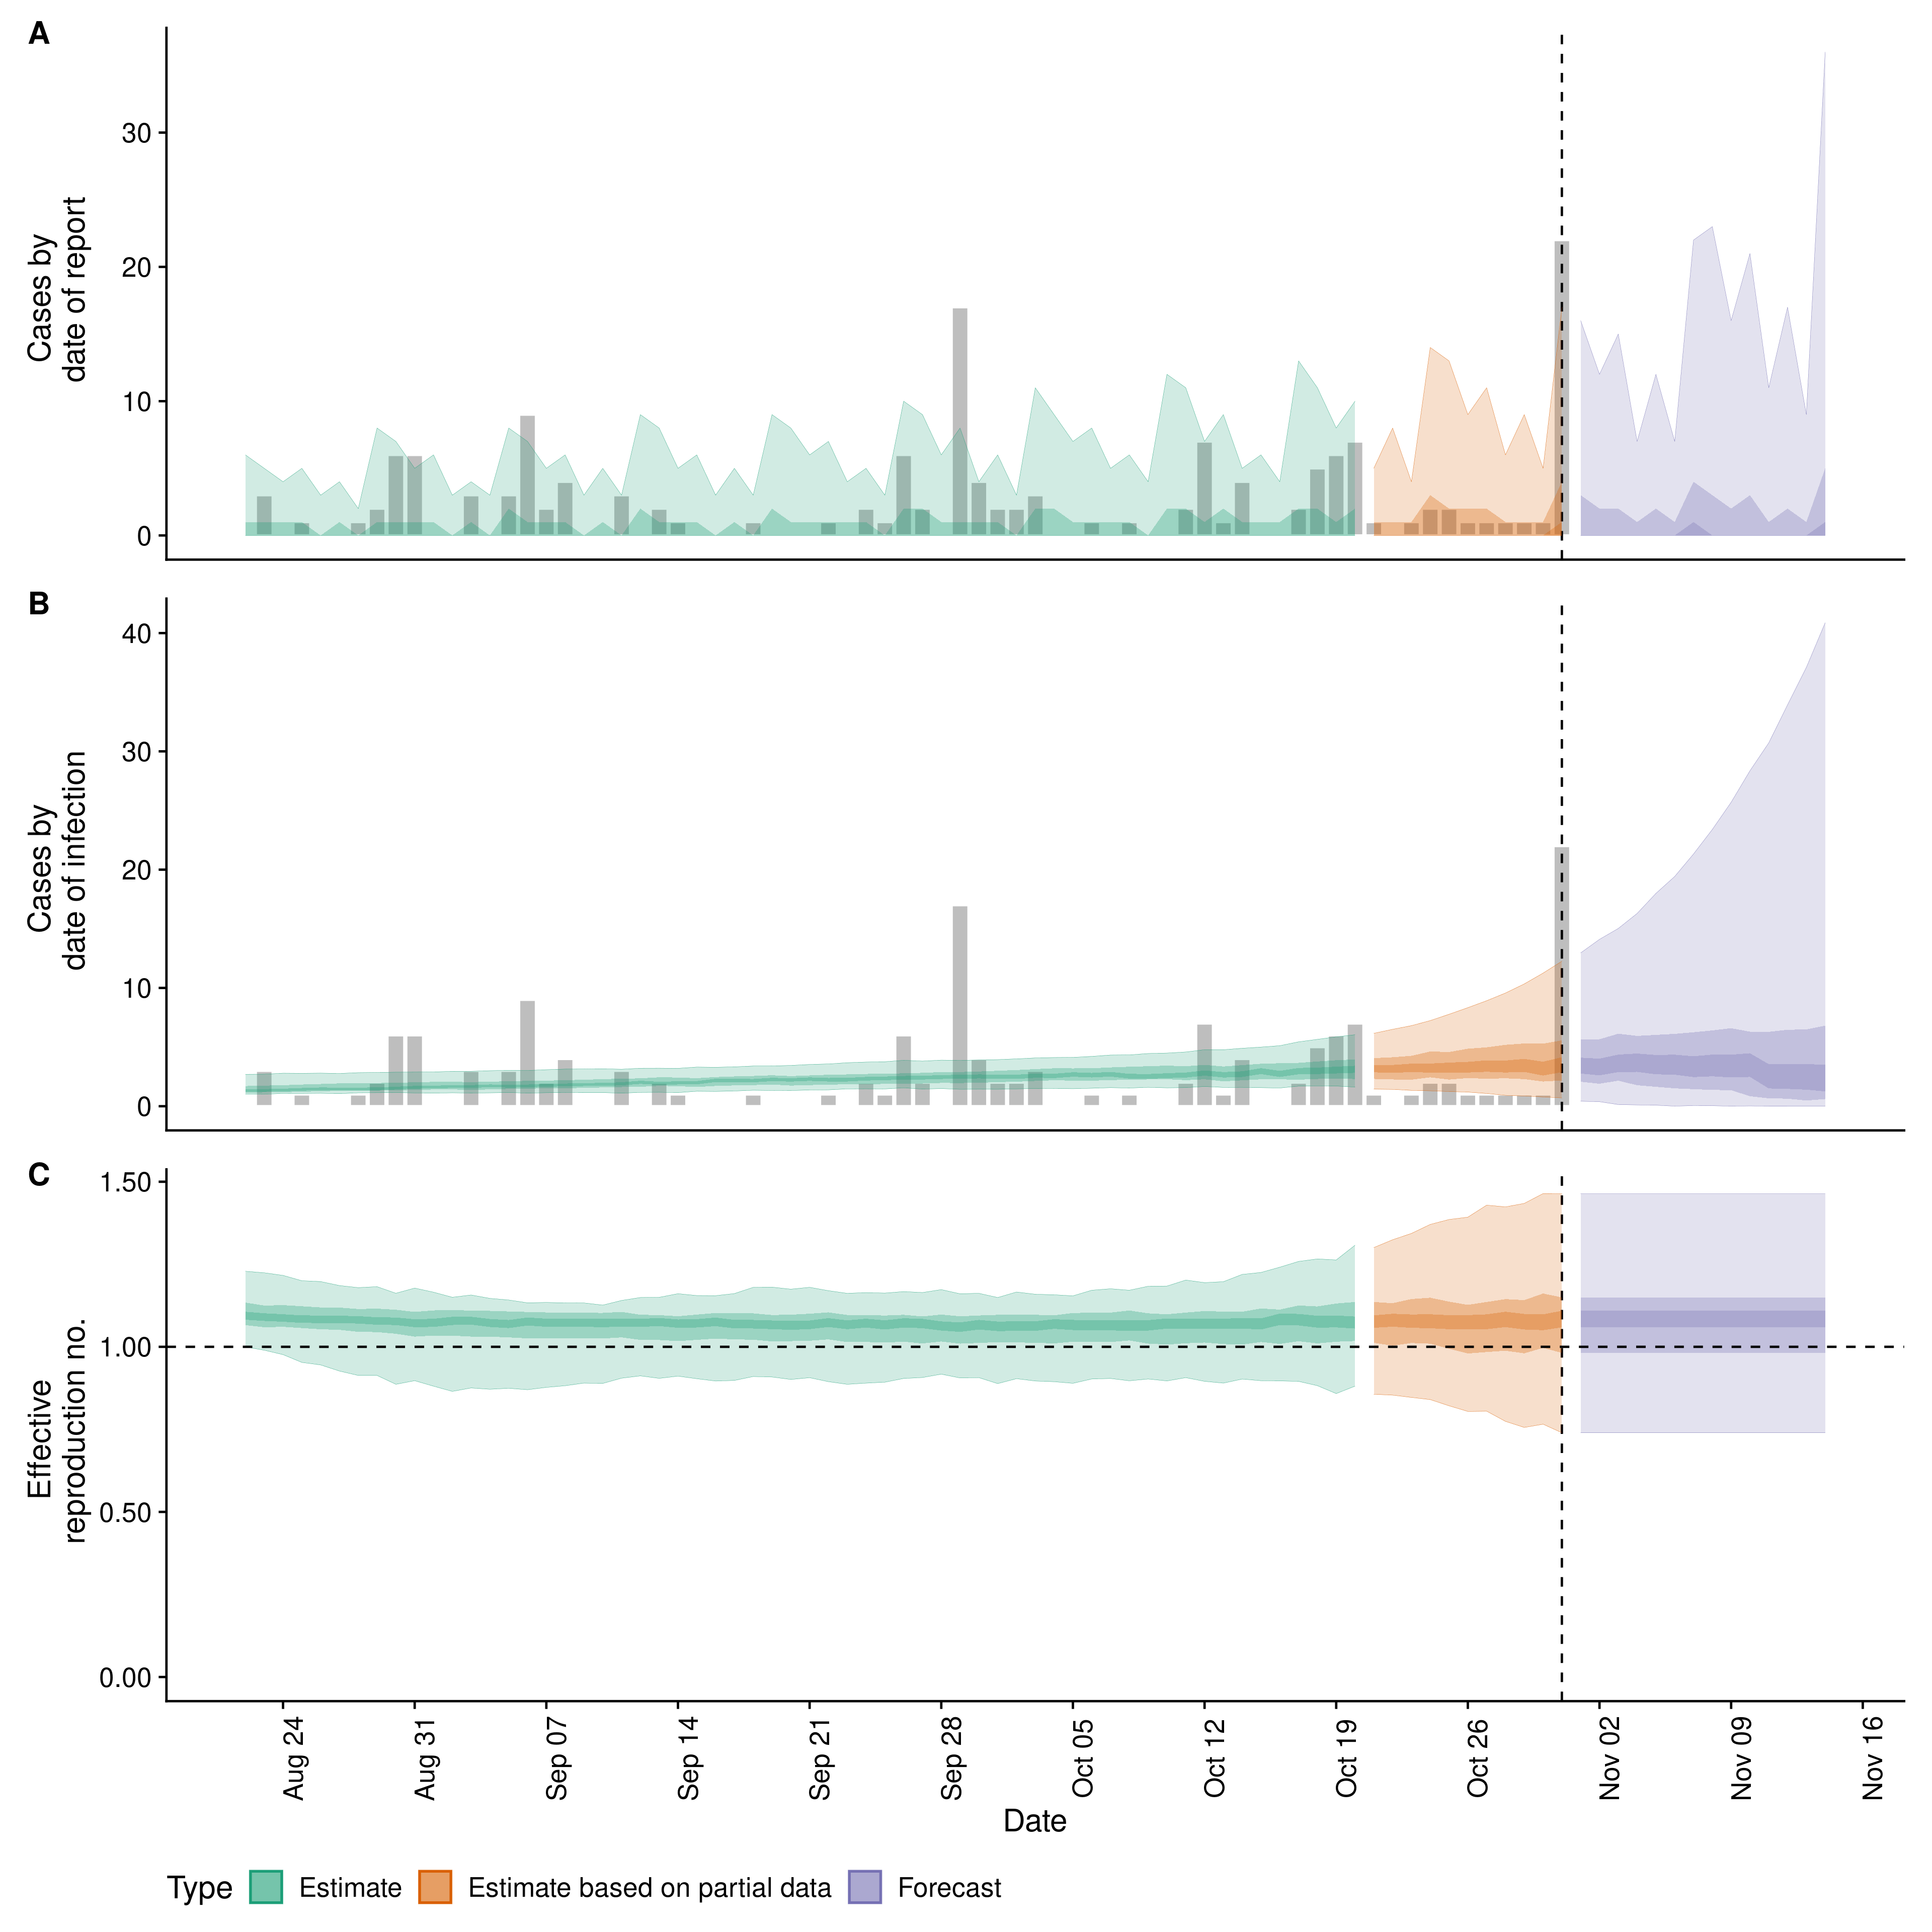 A
Cases by
date of report
30
20
10
0
B
Cases by
date of infection
40
30
20
10
0
C
Effective
reproduction no.
1.50
1.00
0.50
0.00
Aug 24
Aug 31
Sep 07
Sep 14
Sep 21
Sep 28
Oct 05
Oct 12
Oct 19
Oct 26
Nov 02
Nov 09
Nov 16
Date
Type
Estimate
Estimate based on partial data
Forecast